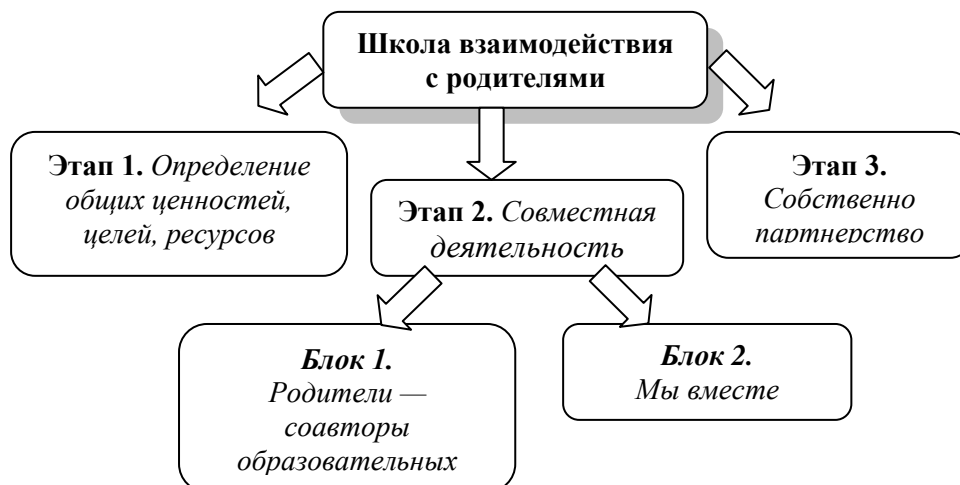 Школа взаимодействия
с родителями
Этап 1. Определение
общих ценностей,
целей, ресурсов
Этап 2. Совместная
деятельность
Этап 3.
Собственно
партнерство
Блок 1.
Родители —
соавторы
образовательных
Блок 2.
Мы вместе